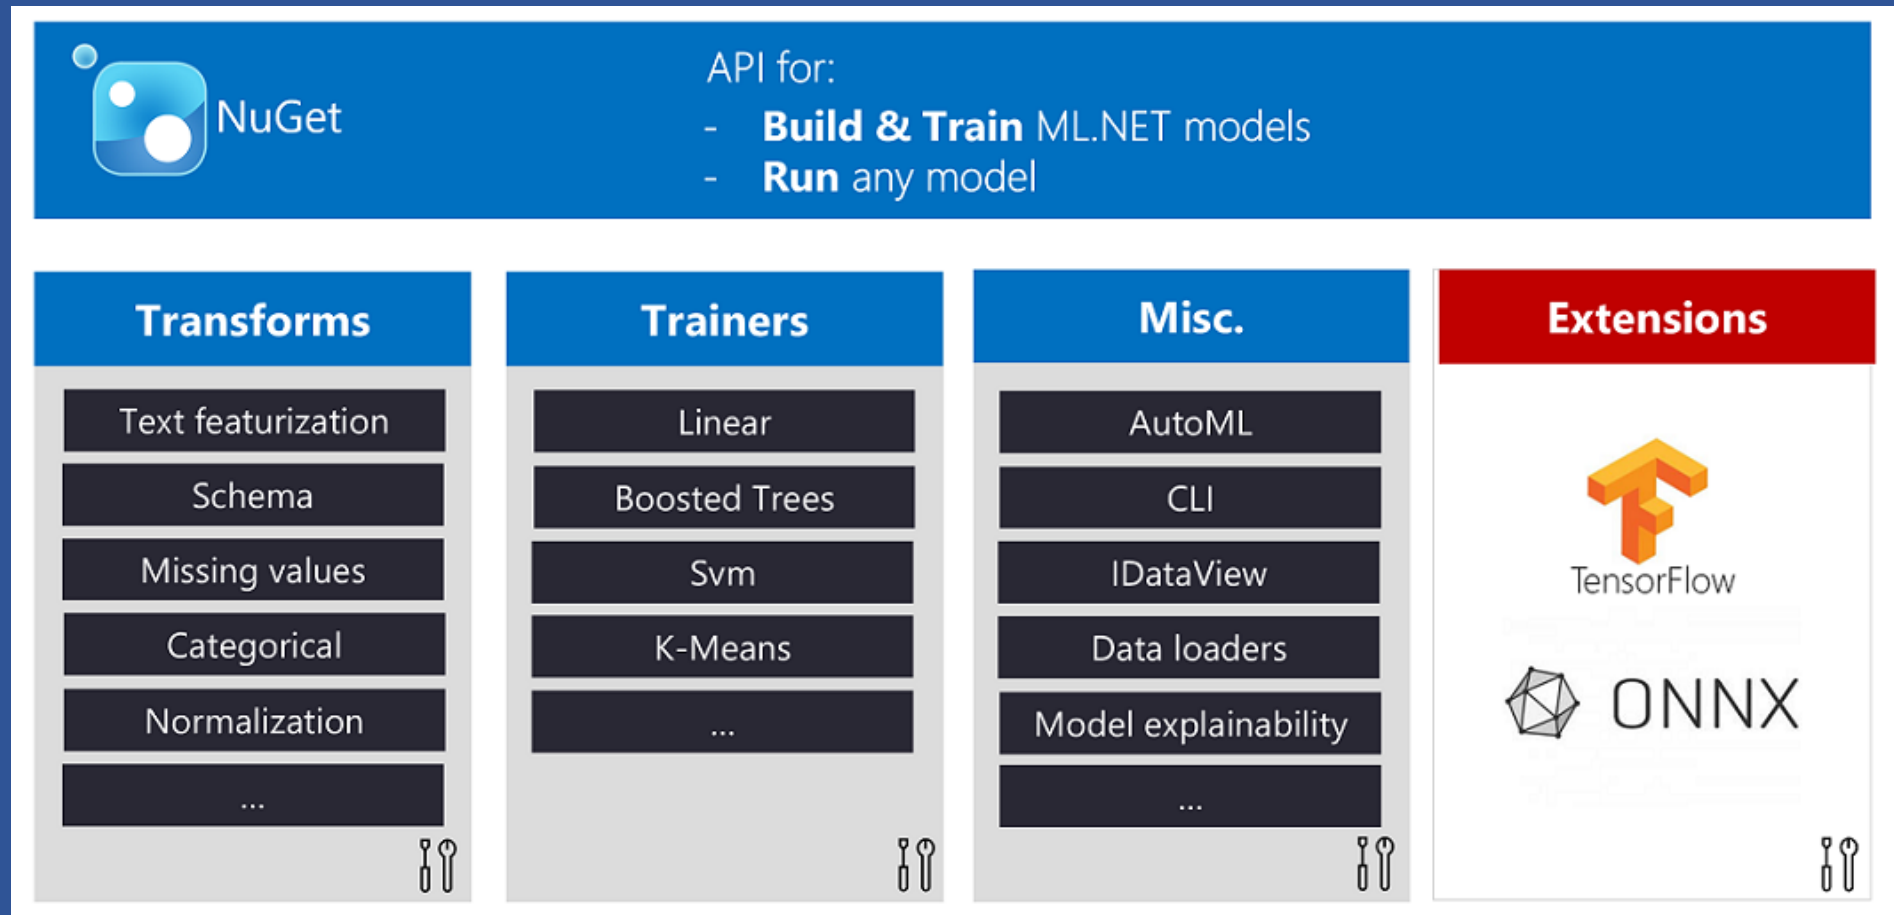 NuGet
API for:
- Build & Train ML.NET models
- Run any model
Transforms
Text featurization
Schema
Missing values
Categorical
Normalization
...
Trainers
Linear
Boosted Trees
Svm
K-Means
...
Misc.
AutoML
CLI
IDataView
Data loaders
Model explainability
...
Extensions
TensorFlow
ONNX